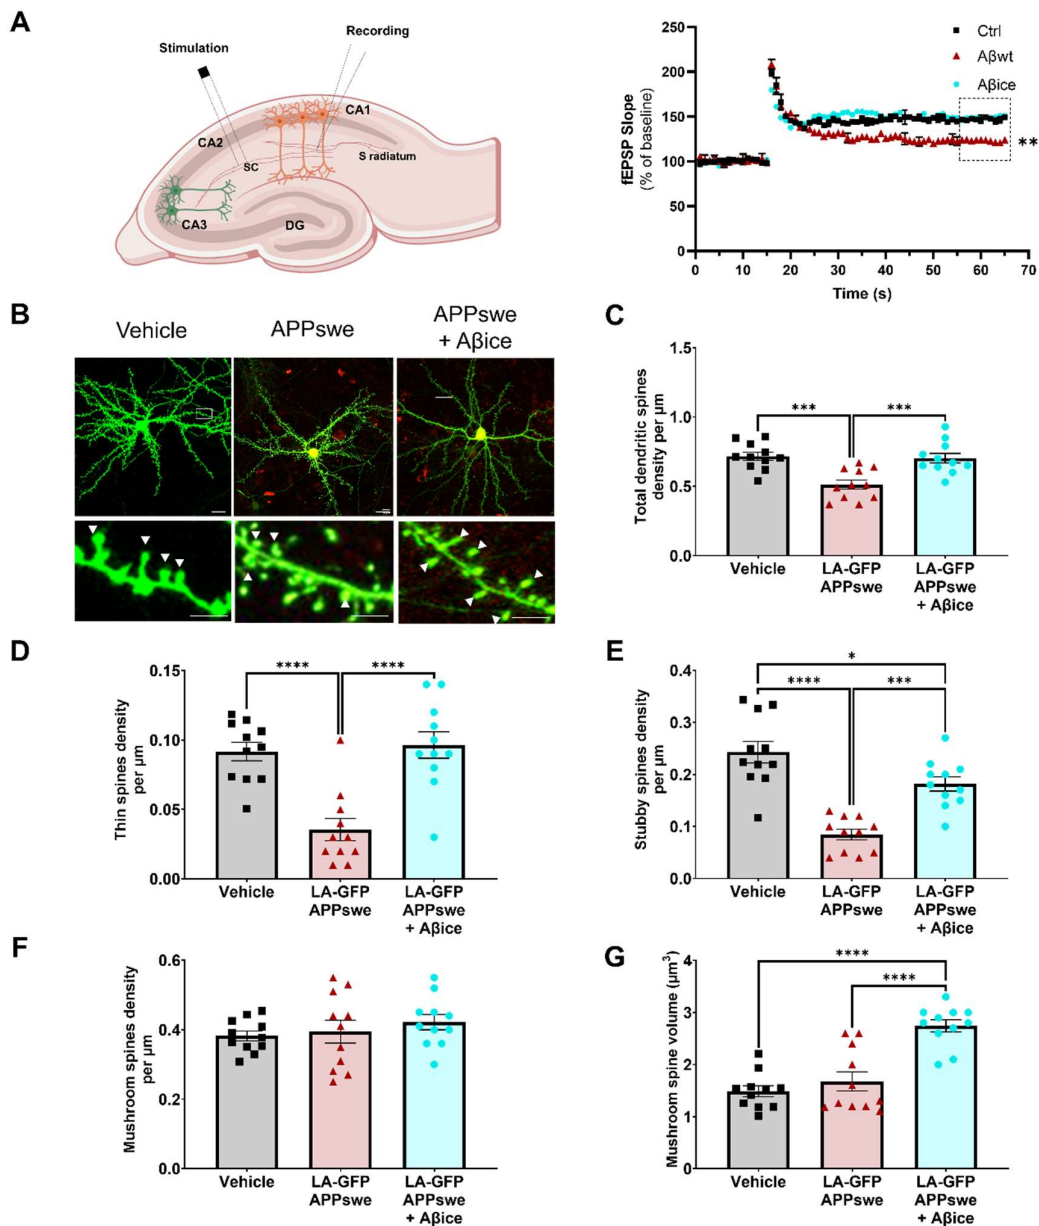 A
Stimulation
Recording
CA1
CA2
S radiatum
SC
CA3
DG
fEPSP Slope
(% of baseline)
250
200
150
100
50
0
0 10 20 30 40 50 60 70
Time (s)
Ctrl
Aβwt
Aβice
**
B
Vehicle
APPswe
APPswe
+ Aβice
C
Total dendritic spines
density per μm
1.5
1.0
0.5
0.0
***
***
Vehicle
LA-GFP
APPswe
LA-GFP
APPswe
+ Aβice
D
Thin spines density
per μm
0.15
0.10
0.05
0.00
****
****
Vehicle
LA-GFP
APPswe
LA-GFP
APPswe
+ Aβice
E
Stubby spines density
per μm
0.4
0.3
0.2
0.1
0.0
*
****
***
Vehicle
LA-GFP
APPswe
LA-GFP
APPswe
+ Aβice
F
Mushroom spines density
per μm
0.6
0.4
0.2
0.0
Vehicle
LA-GFP
APPswe
LA-GFP
APPswe
+ Aβice
G
Mushroom spine volume (μm³)
4
3
2
1
0
****
****
Vehicle
LA-GFP
APPswe
LA-GFP
APPswe
+ Aβice